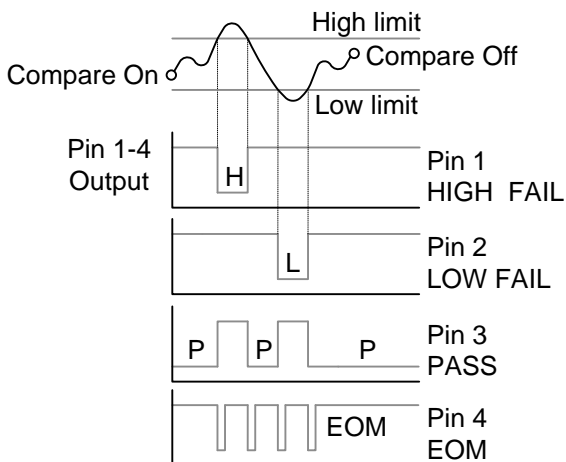 High limit
Compare On
Compare Off
Low limit
Pin 1-4
Output
H
Pin 1
HIGH FAIL
L
Pin 2
LOW FAIL
P P P
Pin 3
PASS
EOM
Pin 4
EOM